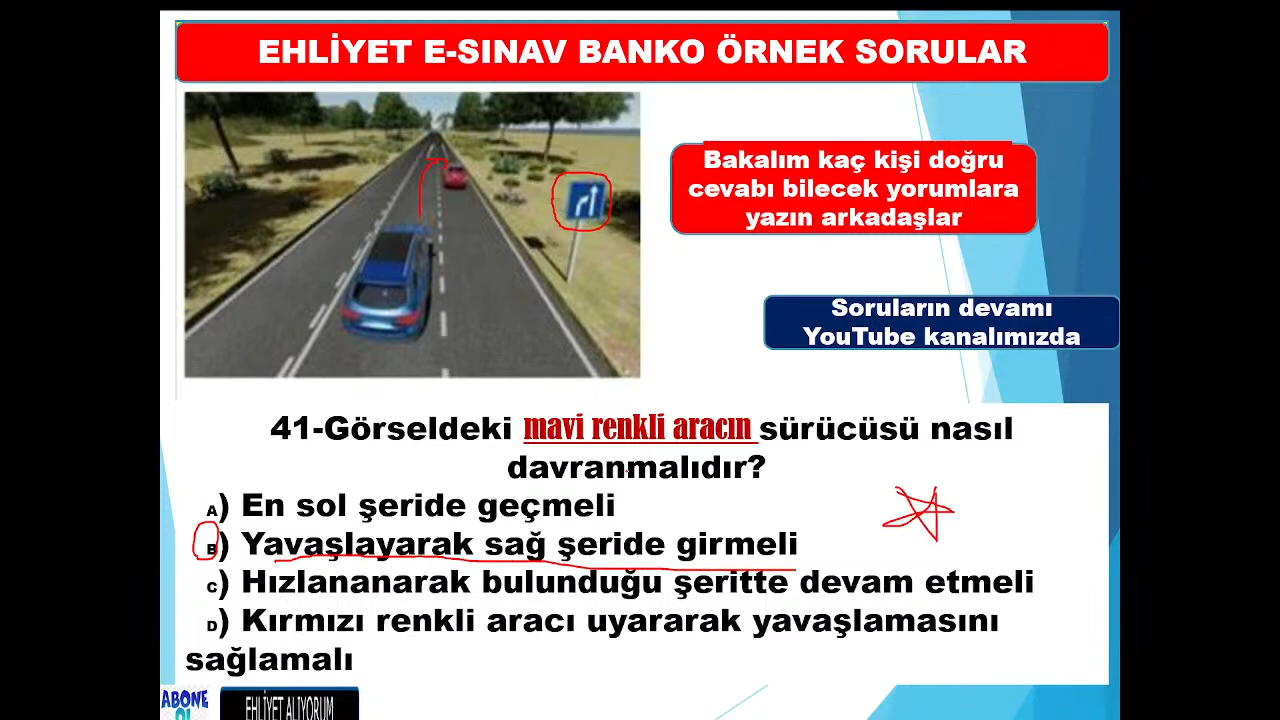 EHLİYET E-SINAV BANKO ÖRNEK SORULAR
Bakalım kaç kişi doğru
cevabı bilecek yorumlara
yazın arkadaşlar
Soruların devamı
YouTube kanalımızda
41-Görseldeki mavi renkli aracın sürücüsü nasıl
davranmalıdır?
A) En sol şeride geçmeli
B) Yavaşlayarak sağ şeride girmeli
C) Hızlananarak bulunduğu şeritte devam etmeli
D) Kırmızı renkli aracı uyararak yavaşlamasını
sağlamalı
ABONE
OL
EHLİYET ALIYORUM